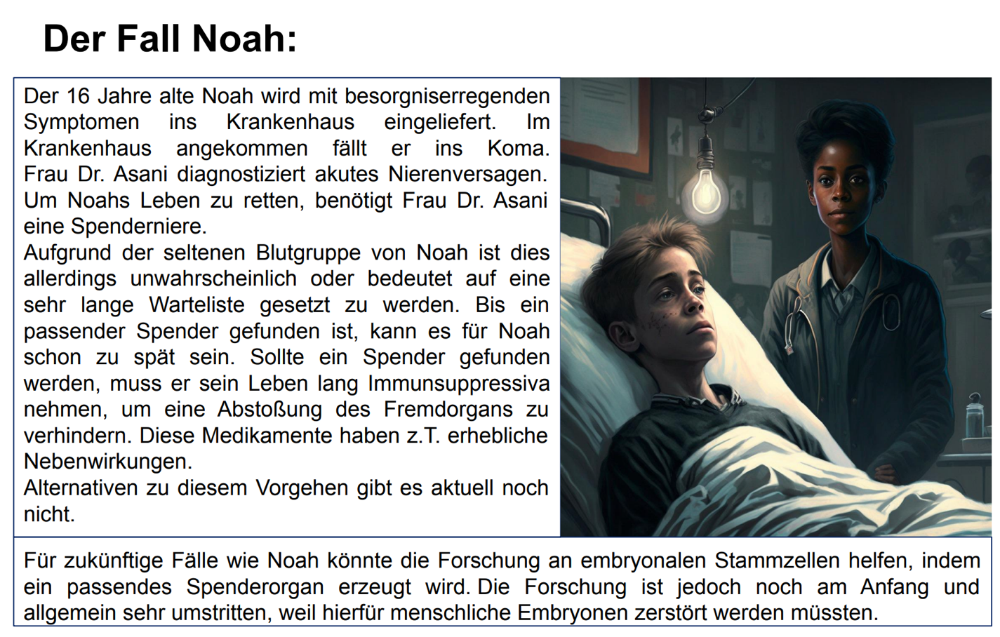 Der Fall Noah:
Der 16 Jahre alte Noah wird mit besorgniserregenden
Symptomen ins Krankenhaus eingeliefert. Im
Krankenhaus angekommen fällt er ins Koma.
Frau Dr. Asani diagnostiziert akutes Nierenversagen.
Um Noahs Leben zu retten, benötigt Frau Dr. Asani
eine Spenderniere.
Aufgrund der seltenen Blutgruppe von Noah ist dies
allerdings unwahrscheinlich oder bedeutet auf eine
sehr lange Warteliste gesetzt zu werden. Bis ein
passender Spender gefunden ist, kann es für Noah
schon zu spät sein. Sollte ein Spender gefunden
werden, muss er sein Leben lang Immunsuppressiva
nehmen, um eine Abstoßung des Fremdorgans zu
verhindern. Diese Medikamente haben z.T. erhebliche
Nebenwirkungen.
Alternativen zu diesem Vorgehen gibt es aktuell noch
nicht.
Für zukünftige Fälle wie Noah könnte die Forschung an embryonalen Stammzellen helfen, indem
ein passendes Spenderorgan erzeugt wird. Die Forschung ist jedoch noch am Anfang und
allgemein sehr umstritten, weil hierfür menschliche Embryonen zerstört werden müssten.